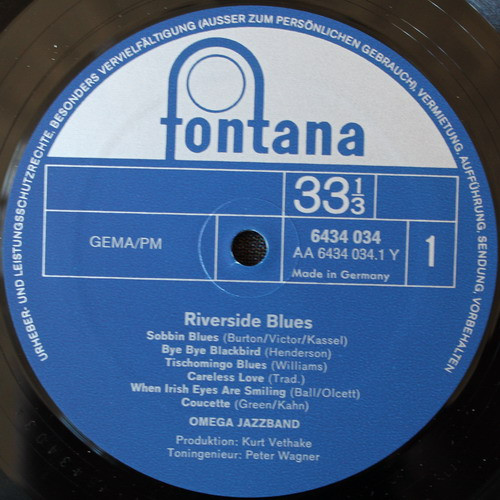 URHEBER- UND LEISTUNGSSCHUTZRECHTE, BESONDERS VERVIELFÄLTIGUNG (AUSSER ZUM PERSÖNLICHEN GEBRAUCH), VERMIETUNG, AUFFÜHRUNG, SENDUNG, VORBEHALTEN
fontana
33 1/3
GEMA/PM
6434 034
AA 6434 034.1 Y
Made in Germany
1
Riverside Blues
Sobbin Blues (Burton/Victor/Kassel)
Bye Bye Blackbird (Henderson)
Tischomingo Blues (Williams)
Careless Love (Trad.)
When Irish Eyes Are Smiling (Ball/Olcett)
Coucette (Green/Kahn)
OMEGA JAZZBAND
Produktion: Kurt Vethake
Toningenieur: Peter Wagner